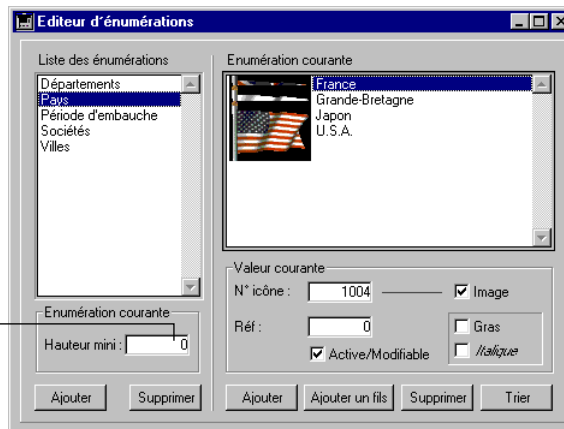 Editeur d'énumérations
Liste des énumérations
Départements
Pays
Période d'embauche
Sociétés
Villes
Enumération courante
Hauteur mini : 0
Ajouter Supprimer
Enumération courante
France
Grande-Bretagne
Japon
U.S.A.
Valeur courante
N° icône : 1004 Image
Réf : 0 Gras
Active/Modifiable Italique
Ajouter Ajouter un fils Supprimer Trier